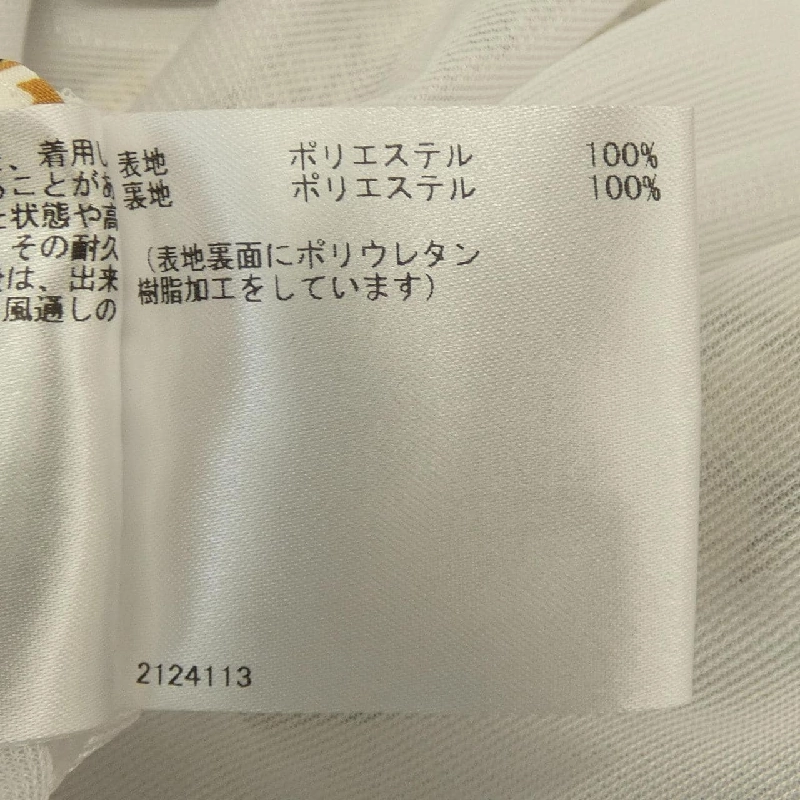 、着用し
ることがあ
た状態や高
その耐久
は、出来
風通しの
表地 ポリエステル 100%
裏地 ポリエステル 100%
(表地裏面にポリウレタン
樹脂加工をしています)
2124113